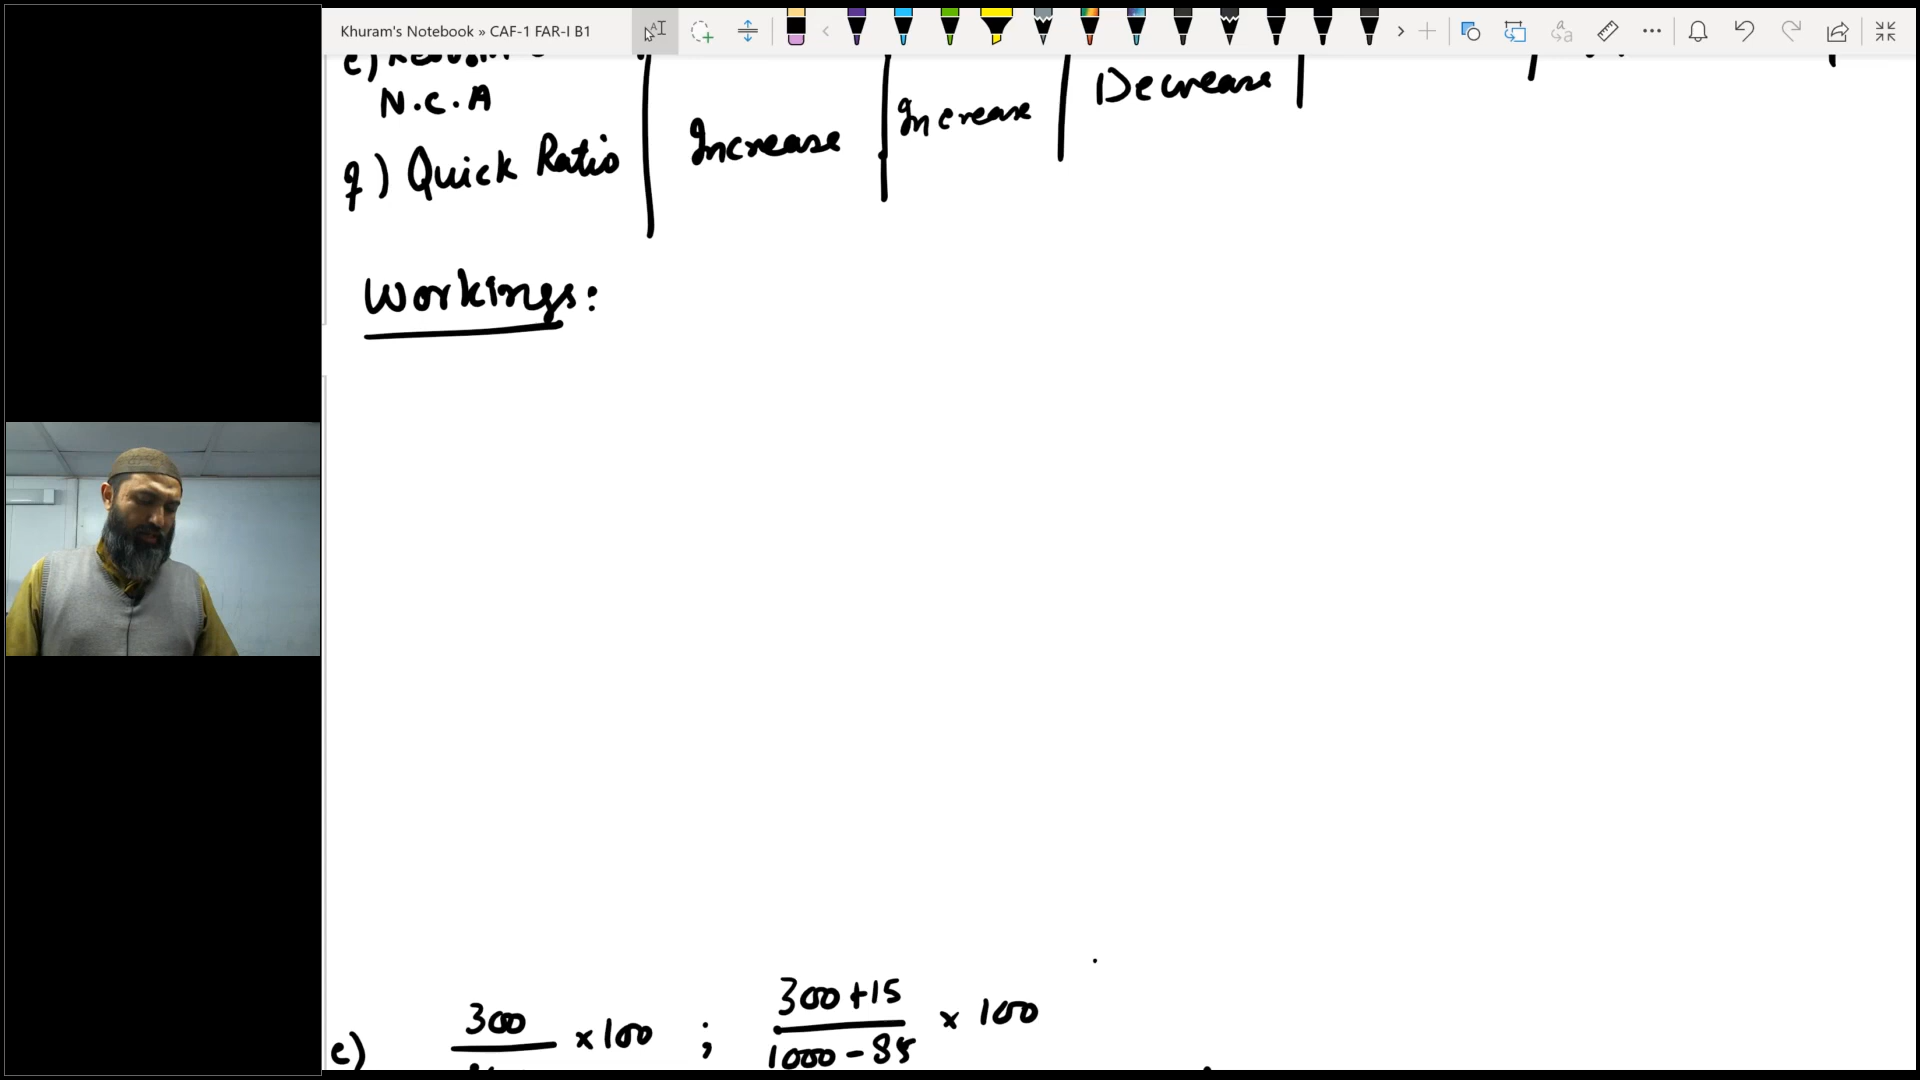 Khuram's Notebook » CAF-1 FAR-I B1
e)
N.C.A
Increase Increase Decrease
f) Quick Ratio
Workings:
e) 300 × 100 ; 300 + 15 / 1000 - 85 × 100